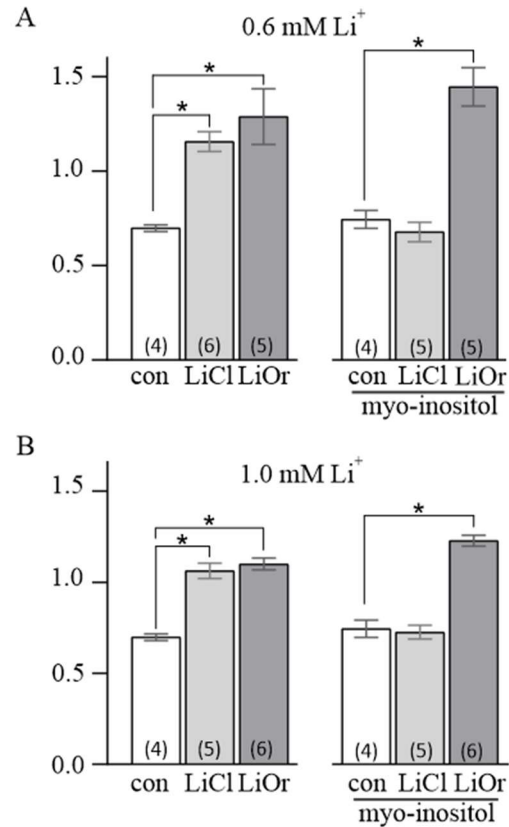 A
0.6 mM Li⁺
1.5
1.0
0.5
0.0
* * *
(4) (6) (5) (4) (5) (5)
con LiCl LiOr con LiCl LiOr
myo-inositol
B
1.0 mM Li⁺
1.5
1.0
0.5
0.0
* * *
(4) (5) (6) (4) (5) (6)
con LiCl LiOr con LiCl LiOr
myo-inositol